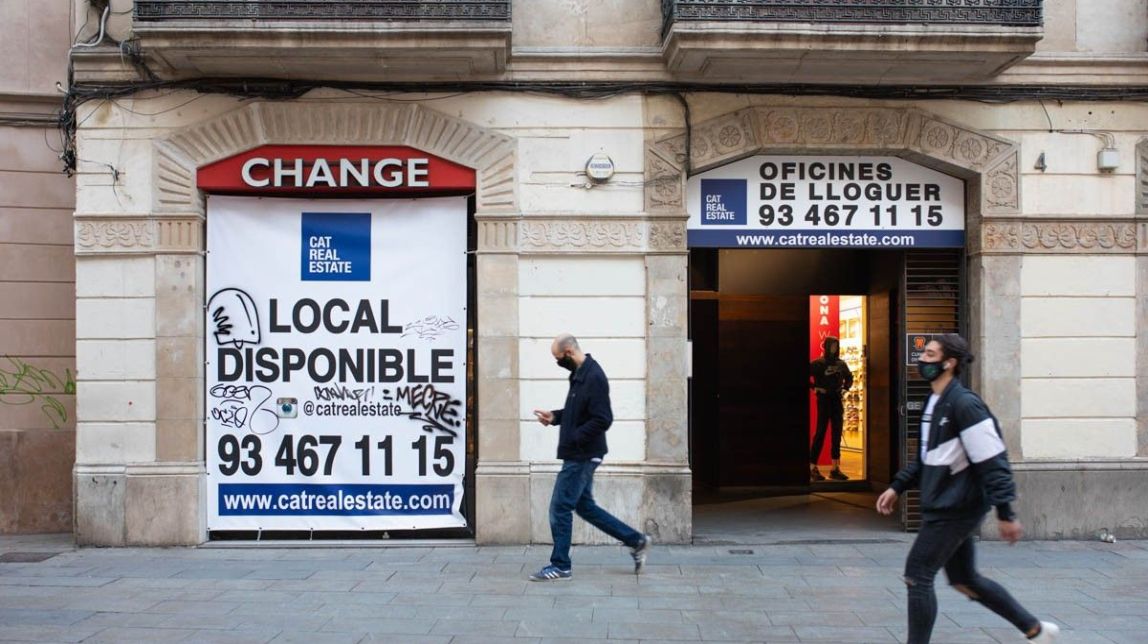 CHANGE
CAT
REAL
ESTATE
LOCAL
DISPONIBLE
@catrealestate
93 467 11 15
www.catrealestate.com
OFICINES
DE LLOGUER
93 467 11 15
CAT
REAL
ESTATE
www.catrealestate.com
4
ONA